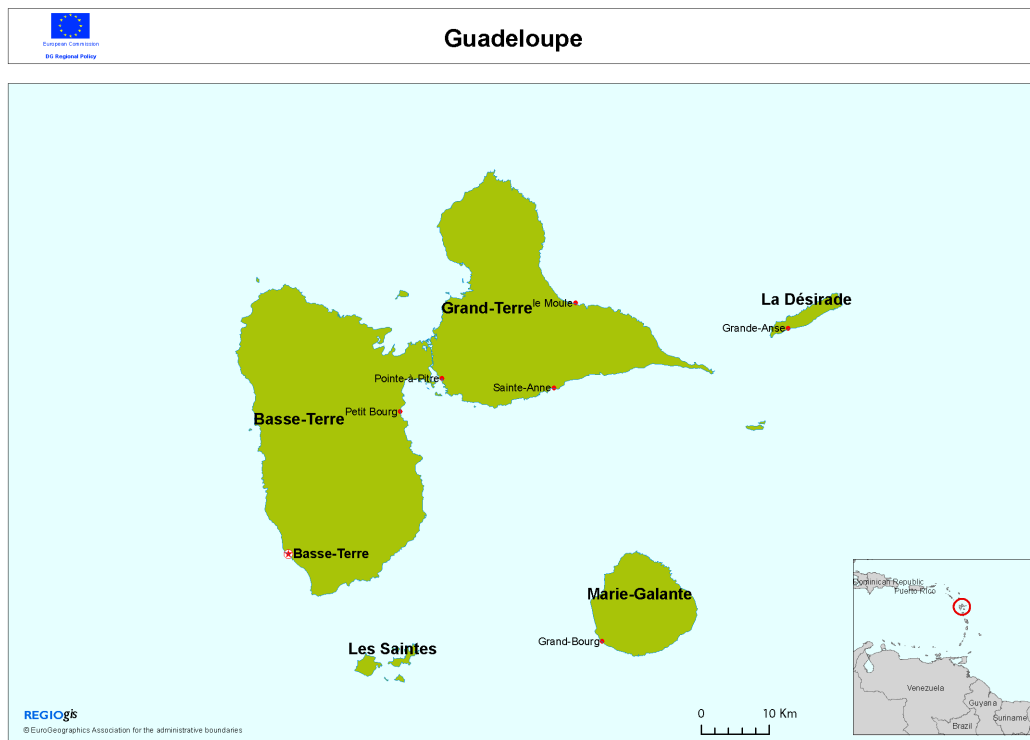 European Commission
DG Regional Policy
Guadeloupe
La Désirade
Grand-Terre
le Moule
Grande-Anse
Pointe-à-Pitre
Sainte-Anne
Basse-Terre
Petit Bourg
Basse-Terre
Marie-Galante
Grand-Bourg
Les Saintes
Dominican Republic
Puerto Rico
Venezuela
Guyana
Suriname
Brazil
0 10 Km
REGIOgis
© EuroGeographics Association for the administrative boundaries